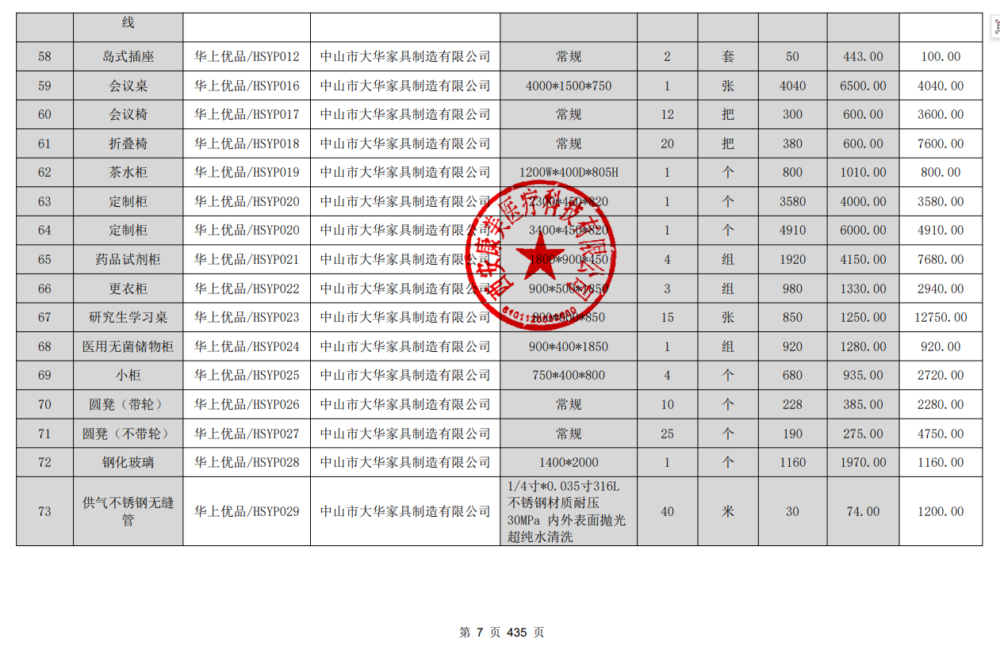 线
58 岛式插座 华上优品/HSYP012 中山市大华家具制造有限公司 常规 2 套 50 443.00 100.00
59 会议桌 华上优品/HSYP016 中山市大华家具制造有限公司 4000*1500*750 1 张 4040 6500.00 4040.00
60 会议椅 华上优品/HSYP017 中山市大华家具制造有限公司 常规 12 把 300 600.00 3600.00
61 折叠椅 华上优品/HSYP018 中山市大华家具制造有限公司 常规 20 把 380 600.00 7600.00
62 茶水柜 华上优品/HSYP019 中山市大华家具制造有限公司 1200W*400D*805H 1 个 800 1010.00 800.00
63 定制柜 华上优品/HSYP020 中山市大华家具制造有限公司 2300*450*820 1 个 3580 4000.00 3580.00
64 定制柜 华上优品/HSYP020 中山市大华家具制造有限公司 3400*450*820 1 个 4910 6000.00 4910.00
65 药品试剂柜 华上优品/HSYP021 中山市大华家具制造有限公司 1800*900*450 4 组 1920 4150.00 7680.00
66 更衣柜 华上优品/HSYP022 中山市大华家具制造有限公司 900*500*1850 3 组 980 1330.00 2940.00
67 研究生学习桌 华上优品/HSYP023 中山市大华家具制造有限公司 800*600*850 15 张 850 1250.00 12750.00
68 医用无菌储物柜 华上优品/HSYP024 中山市大华家具制造有限公司 900*400*1850 1 组 920 1280.00 920.00
69 小柜 华上优品/HSYP025 中山市大华家具制造有限公司 750*400*800 4 个 680 935.00 2720.00
70 圆凳（带轮） 华上优品/HSYP026 中山市大华家具制造有限公司 常规 10 个 228 385.00 2280.00
71 圆凳（不带轮） 华上优品/HSYP027 中山市大华家具制造有限公司 常规 25 个 190 275.00 4750.00
72 钢化玻璃 华上优品/HSYP028 中山市大华家具制造有限公司 1400*2000 1 个 1160 1970.00 1160.00
73 供气不锈钢无缝
管 华上优品/HSYP029 中山市大华家具制造有限公司 1/4寸*0.035寸316L
不锈钢材质耐压
30MPa 内外表面抛光
超纯水清洗 40 米 30 74.00 1200.00
西安康美医疗科技有限公司
第 7 页 435 页